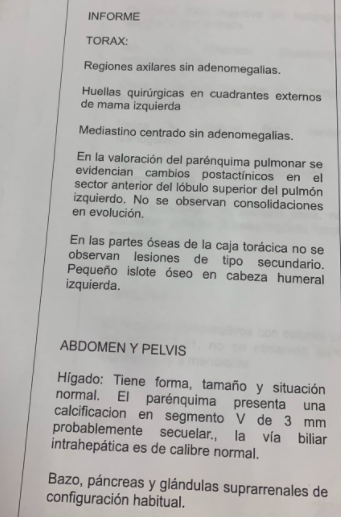 INFORME
TORAX:
Regiones axilares sin adenomegalias.
Huellas quirúrgicas en cuadrantes externos
de mama izquierda
Mediastino centrado sin adenomegalias.
En la valoración del parénquima pulmonar se
evidencian cambios postactínicos en el
sector anterior del lóbulo superior del pulmón
izquierdo. No se observan consolidaciones
en evolución.
En las partes óseas de la caja torácica no se
observan lesiones de tipo secundario.
Pequeño islote óseo en cabeza humeral
izquierda.
ABDOMEN Y PELVIS
Hígado: Tiene forma, tamaño y situación
normal. El parénquima presenta una
calcificacion en segmento V de 3 mm
probablemente secuelar., la vía biliar
intrahepática es de calibre normal.
Bazo, páncreas y glándulas suprarrenales de
configuración habitual.